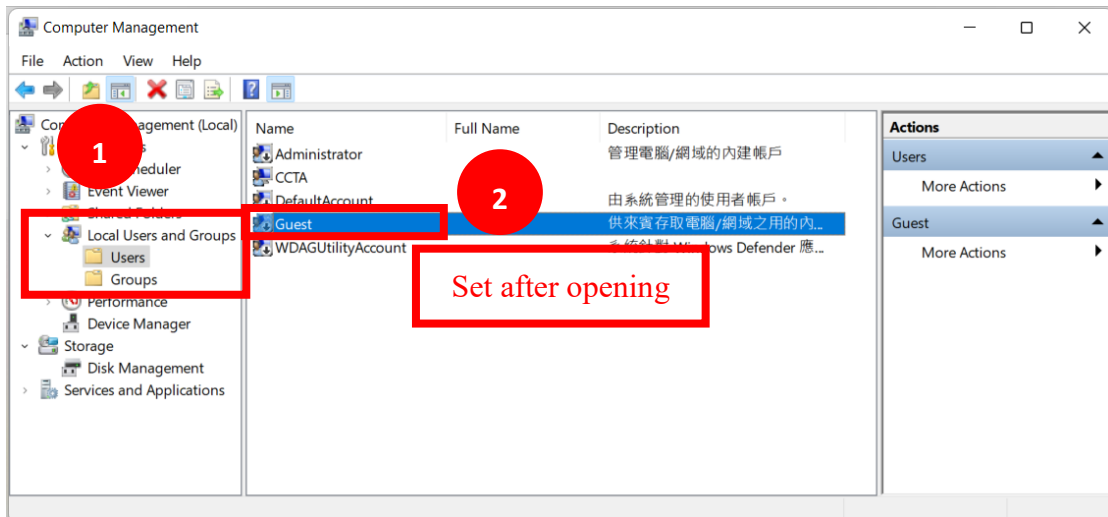 Computer Management
File Action View Help
Name Full Name Description
Actions
1
Administrator 管理電腦/網域的內建帳戶
Users
CCTA
More Actions
Event Viewer
DefaultAccount 由系統管理的使用者帳戶。
2
Local Users and Groups
Guest 供來賓存取電腦/網域之用的內...
Guest
Users
WDAGUtilityAccount Windows Defender 應...
More Actions
Groups
Set after opening
Performance
Device Manager
Storage
Disk Management
Services and Applications